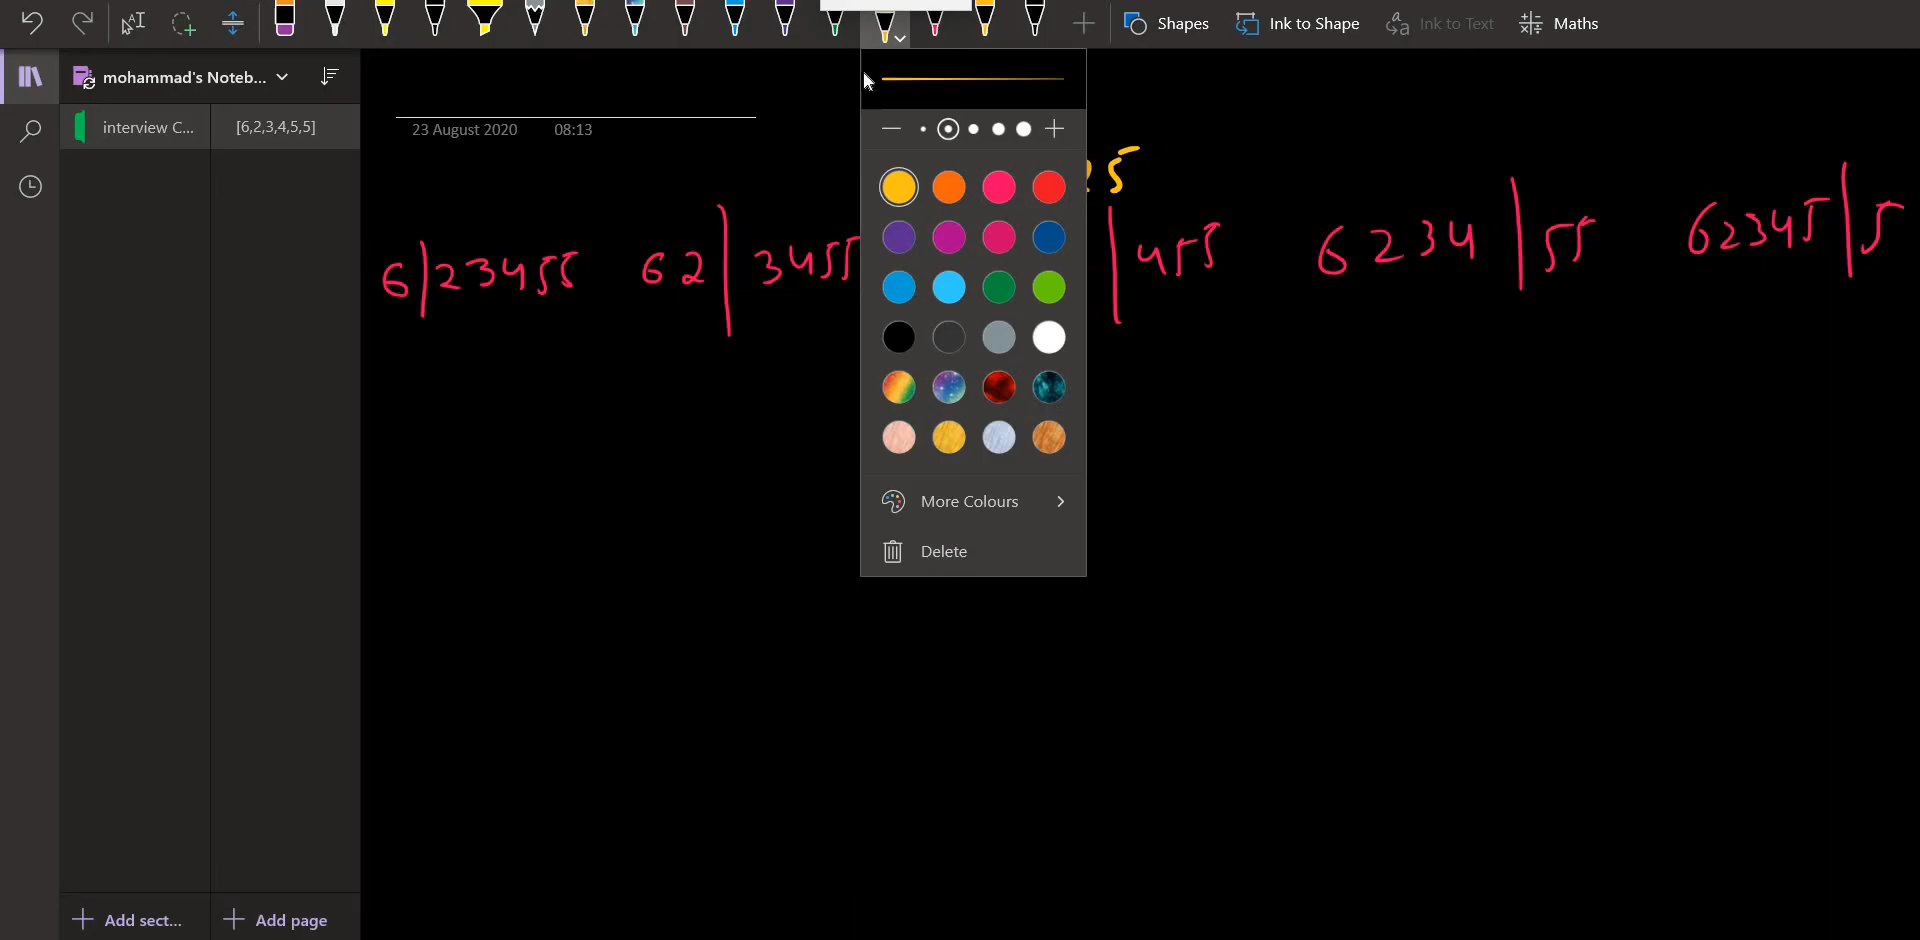 Shapes Ink to Shape Ink to Text Maths
mohammad's Noteb...
interview C... [6,2,3,4,5,5]
23 August 2020 08:13
5
6|23455 62|3455 |455 6234|55 62345|5
More Colours
Delete
Add sect... Add page